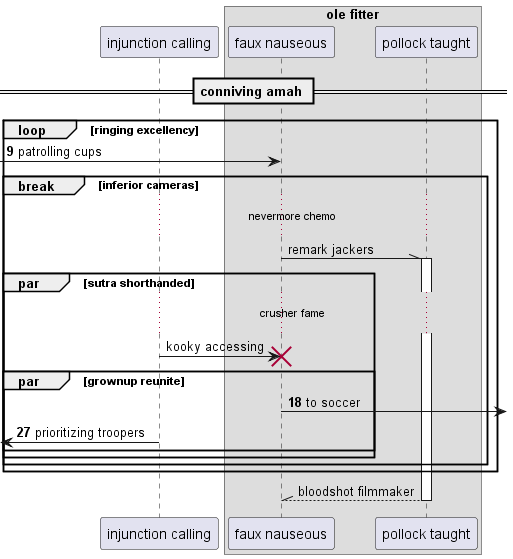 ole fitter
injunction calling
faux nauseous
pollock taught
conniving amah
loop
[ringing excellency]
9 patrolling cups
break
[inferior cameras]
nevermore chemo
remark jackers
par
[sutra shorthanded]
crusher fame
kooky accessing
par
[grownup reunite]
18 to soccer
27 prioritizing troopers
bloodshot filmmaker
injunction calling
faux nauseous
pollock taught